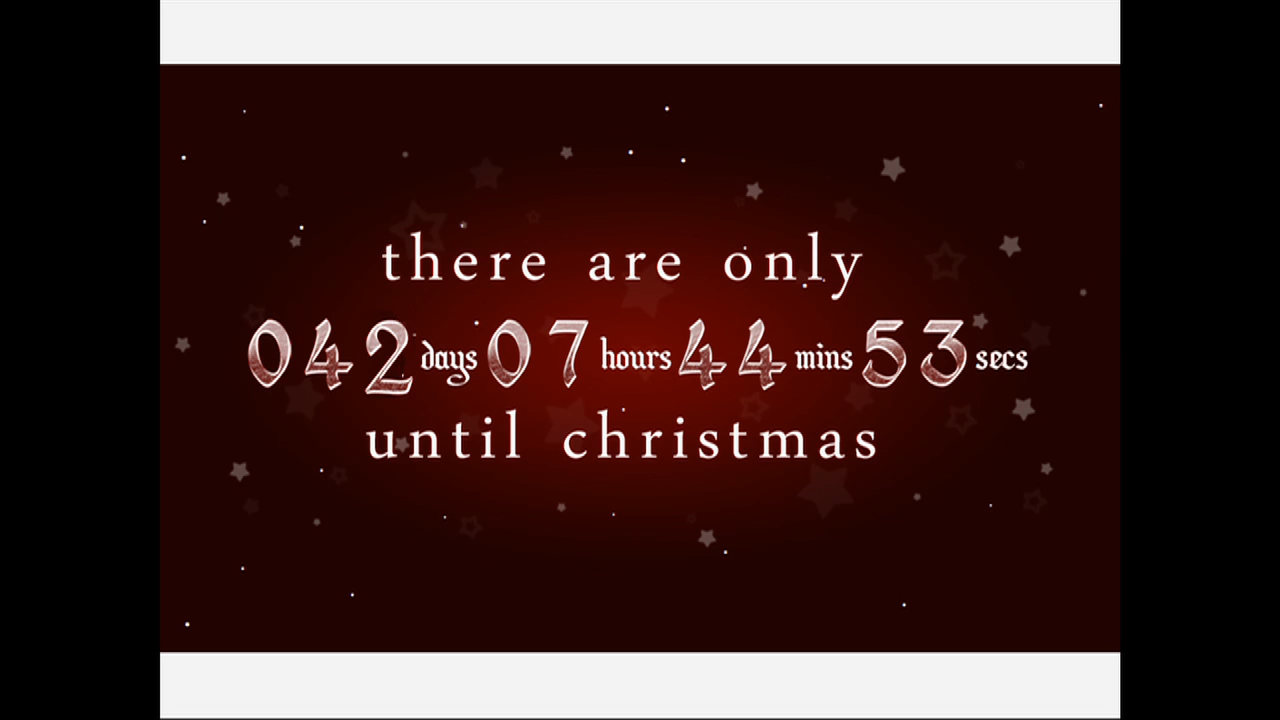 there are only
042 days 07 hours 44 mins 53 secs
until christmas